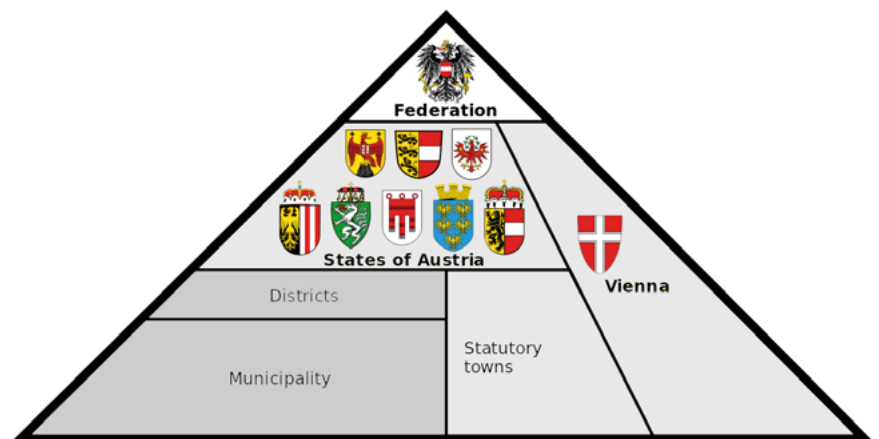 Federation
States of Austria
Vienna
Districts
Statutory
towns
Municipality